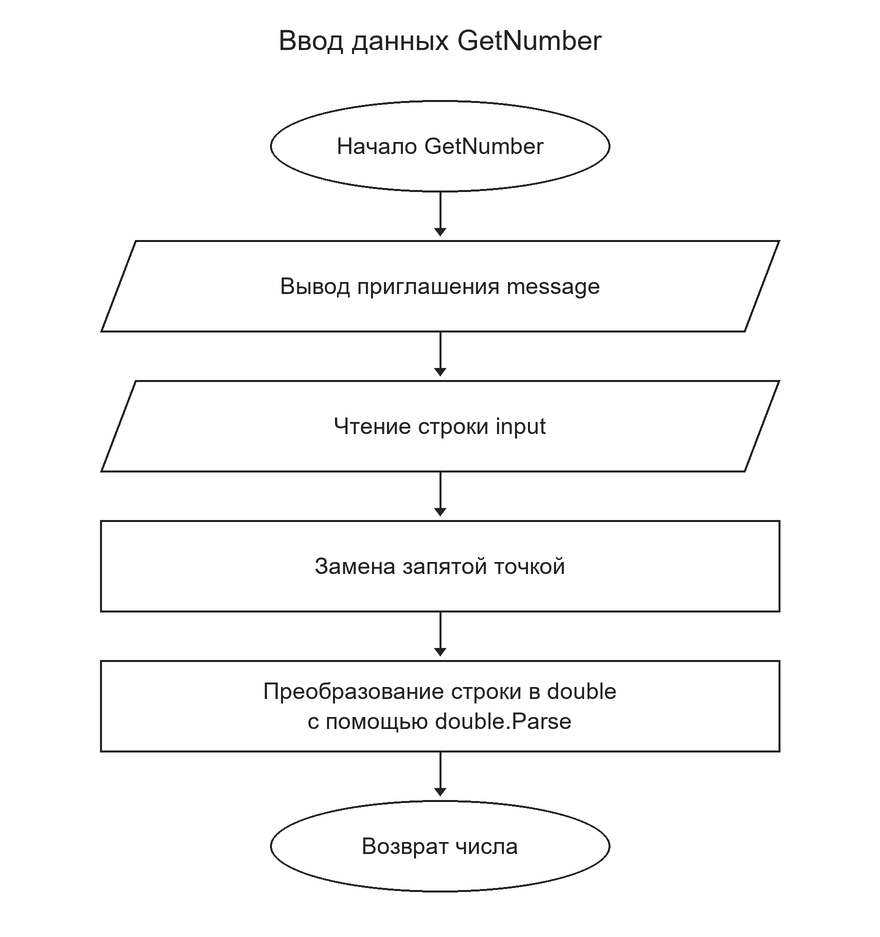 Ввод данных GetNumber
Начало GetNumber
Вывод приглашения message
Чтение строки input
Замена запятой точкой
Преобразование строки в double
с помощью double.Parse
Возврат числа